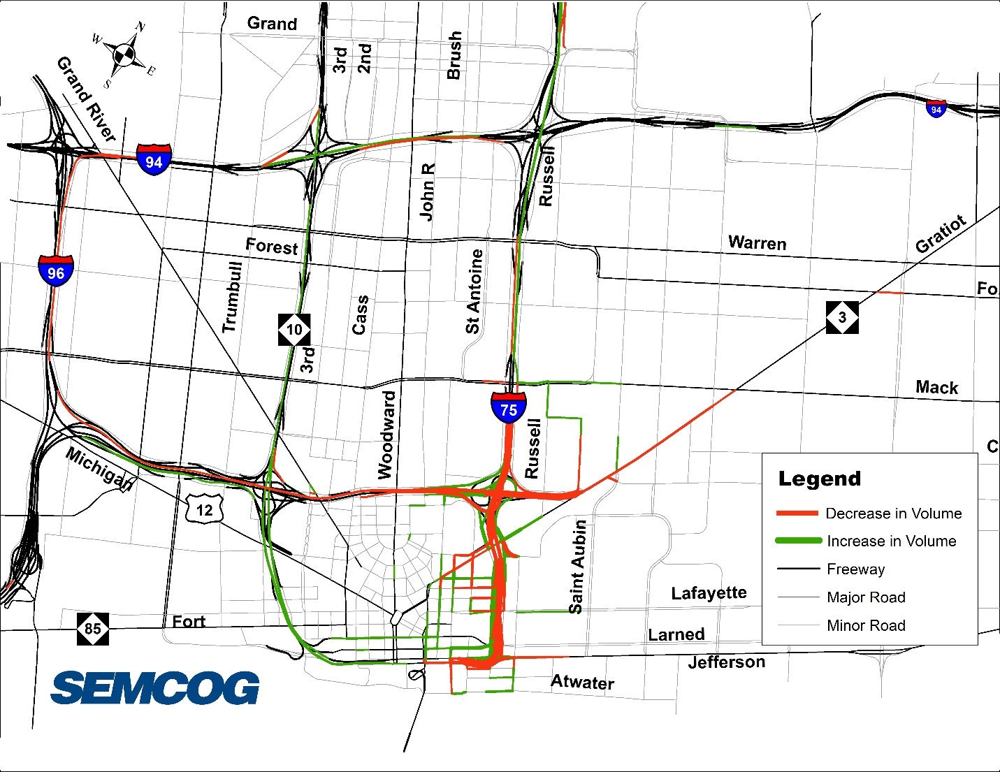 Grand
3rd
2nd
Brush
N
W
E
S
Grand River
94
94
John R
Russell
Forest
Warren
Gratiot
96
Trumbull
Cass
St Antoine
Fo
10
3
3rd
Mack
75
Woodward
Russell
C
Michigan
12
Legend
Decrease in Volume
Increase in Volume
Freeway
Major Road
Minor Road
Saint Aubin
Lafayette
85
Fort
Larned
Jefferson
Atwater
SEMCOG